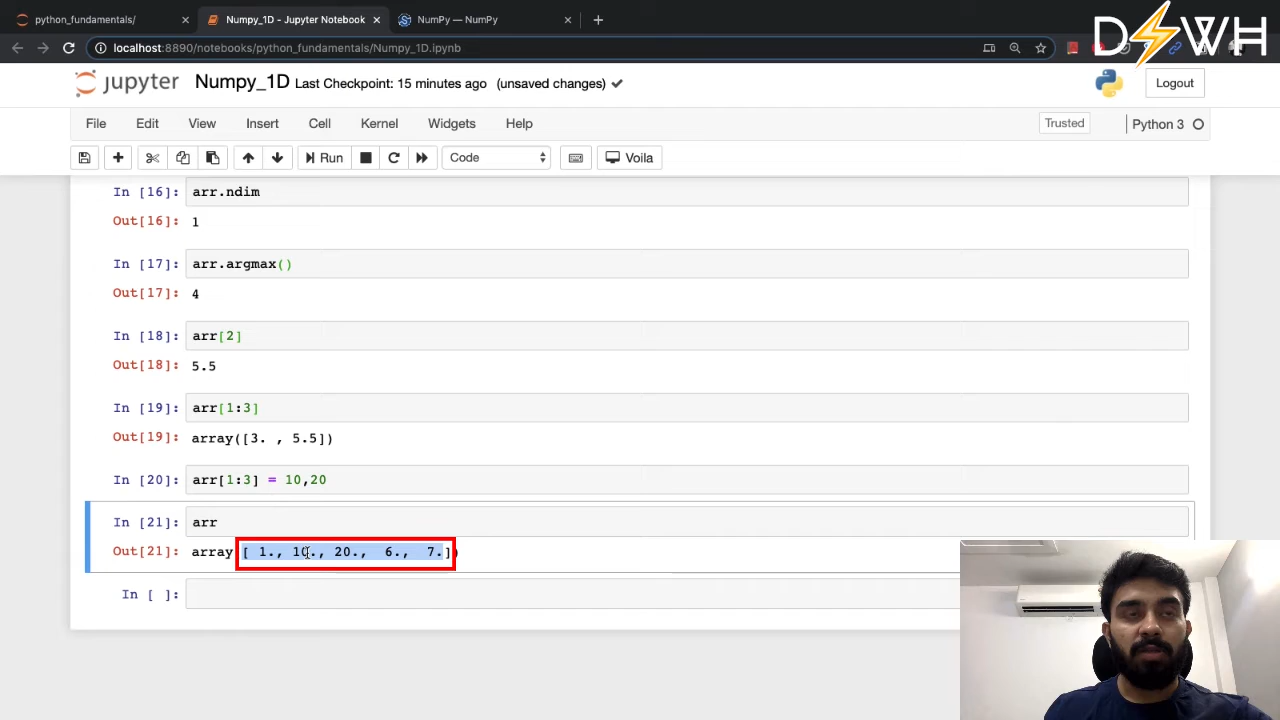 python_fundamentals/
Numpy_1D - Jupyter Notebook
NumPy — NumPy
localhost:8890/notebooks/python_fundamentals/Numpy_1D.ipynb
D WH
jupyter
Numpy_1D Last Checkpoint: 15 minutes ago (unsaved changes)
Logout
File Edit View Insert Cell Kernel Widgets Help
Trusted
Python 3
Run
Code
Voila
In [16]: arr.ndim
Out[16]: 1
In [17]: arr.argmax()
Out[17]: 4
In [18]: arr[2]
Out[18]: 5.5
In [19]: arr[1:3]
Out[19]: array([3. , 5.5])
In [20]: arr[1:3] = 10,20
In [21]: arr
Out[21]: array([ 1., 10., 20., 6., 7.])
In [ ]: